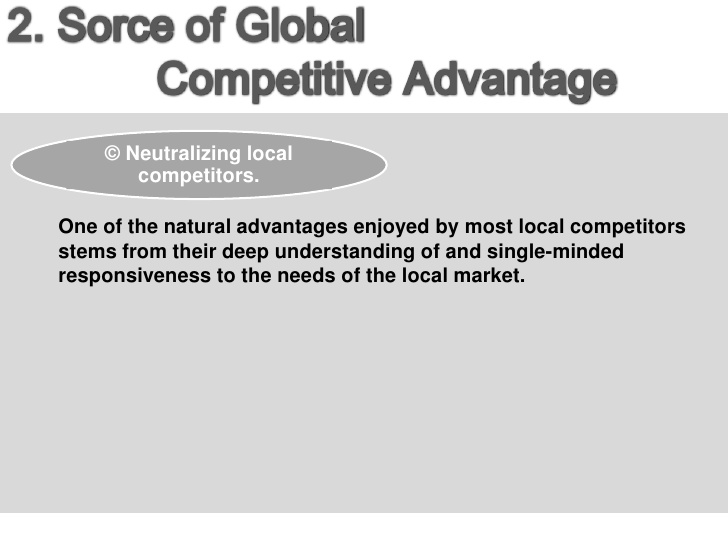 2. Sorce of Global
Competitive Advantage
© Neutralizing local
competitors.
One of the natural advantages enjoyed by most local competitors
stems from their deep understanding of and single-minded
responsiveness to the needs of the local market.